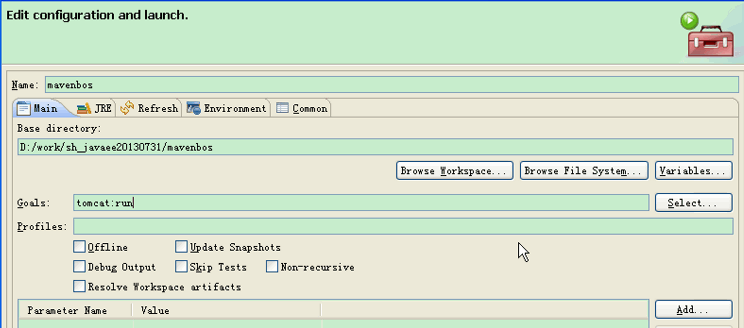 Edit configuration and launch.
Name: mavenbos
Main JRE Refresh Environment Common
Base directory:
D:/work/sh_javaee20130731/mavenbos
Browse Workspace... Browse File System... Variables...
Goals: tomcat:run Select...
Profiles:
Offline Update Snapshots
Debug Output Skip Tests Non-recursive
Resolve Workspace artifacts
Parameter Name Value Add...